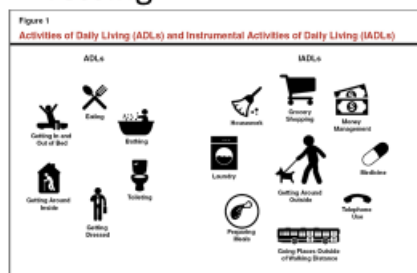 Figure 1
Activities of Daily Living (ADLs) and Instrumental Activities of Daily Living (IADLs)
ADLs
IADLs
Eating
Getting In and
Out of Bed
Bathing
Getting Around
Inside
Toileting
Getting
Dressed
Housework
Grocery
Shopping
Money
Management
Laundry
Getting Around
Outside
Medicine
Preparing
Meals
Telephone
Use
Going Places Outside
of Walking Distance